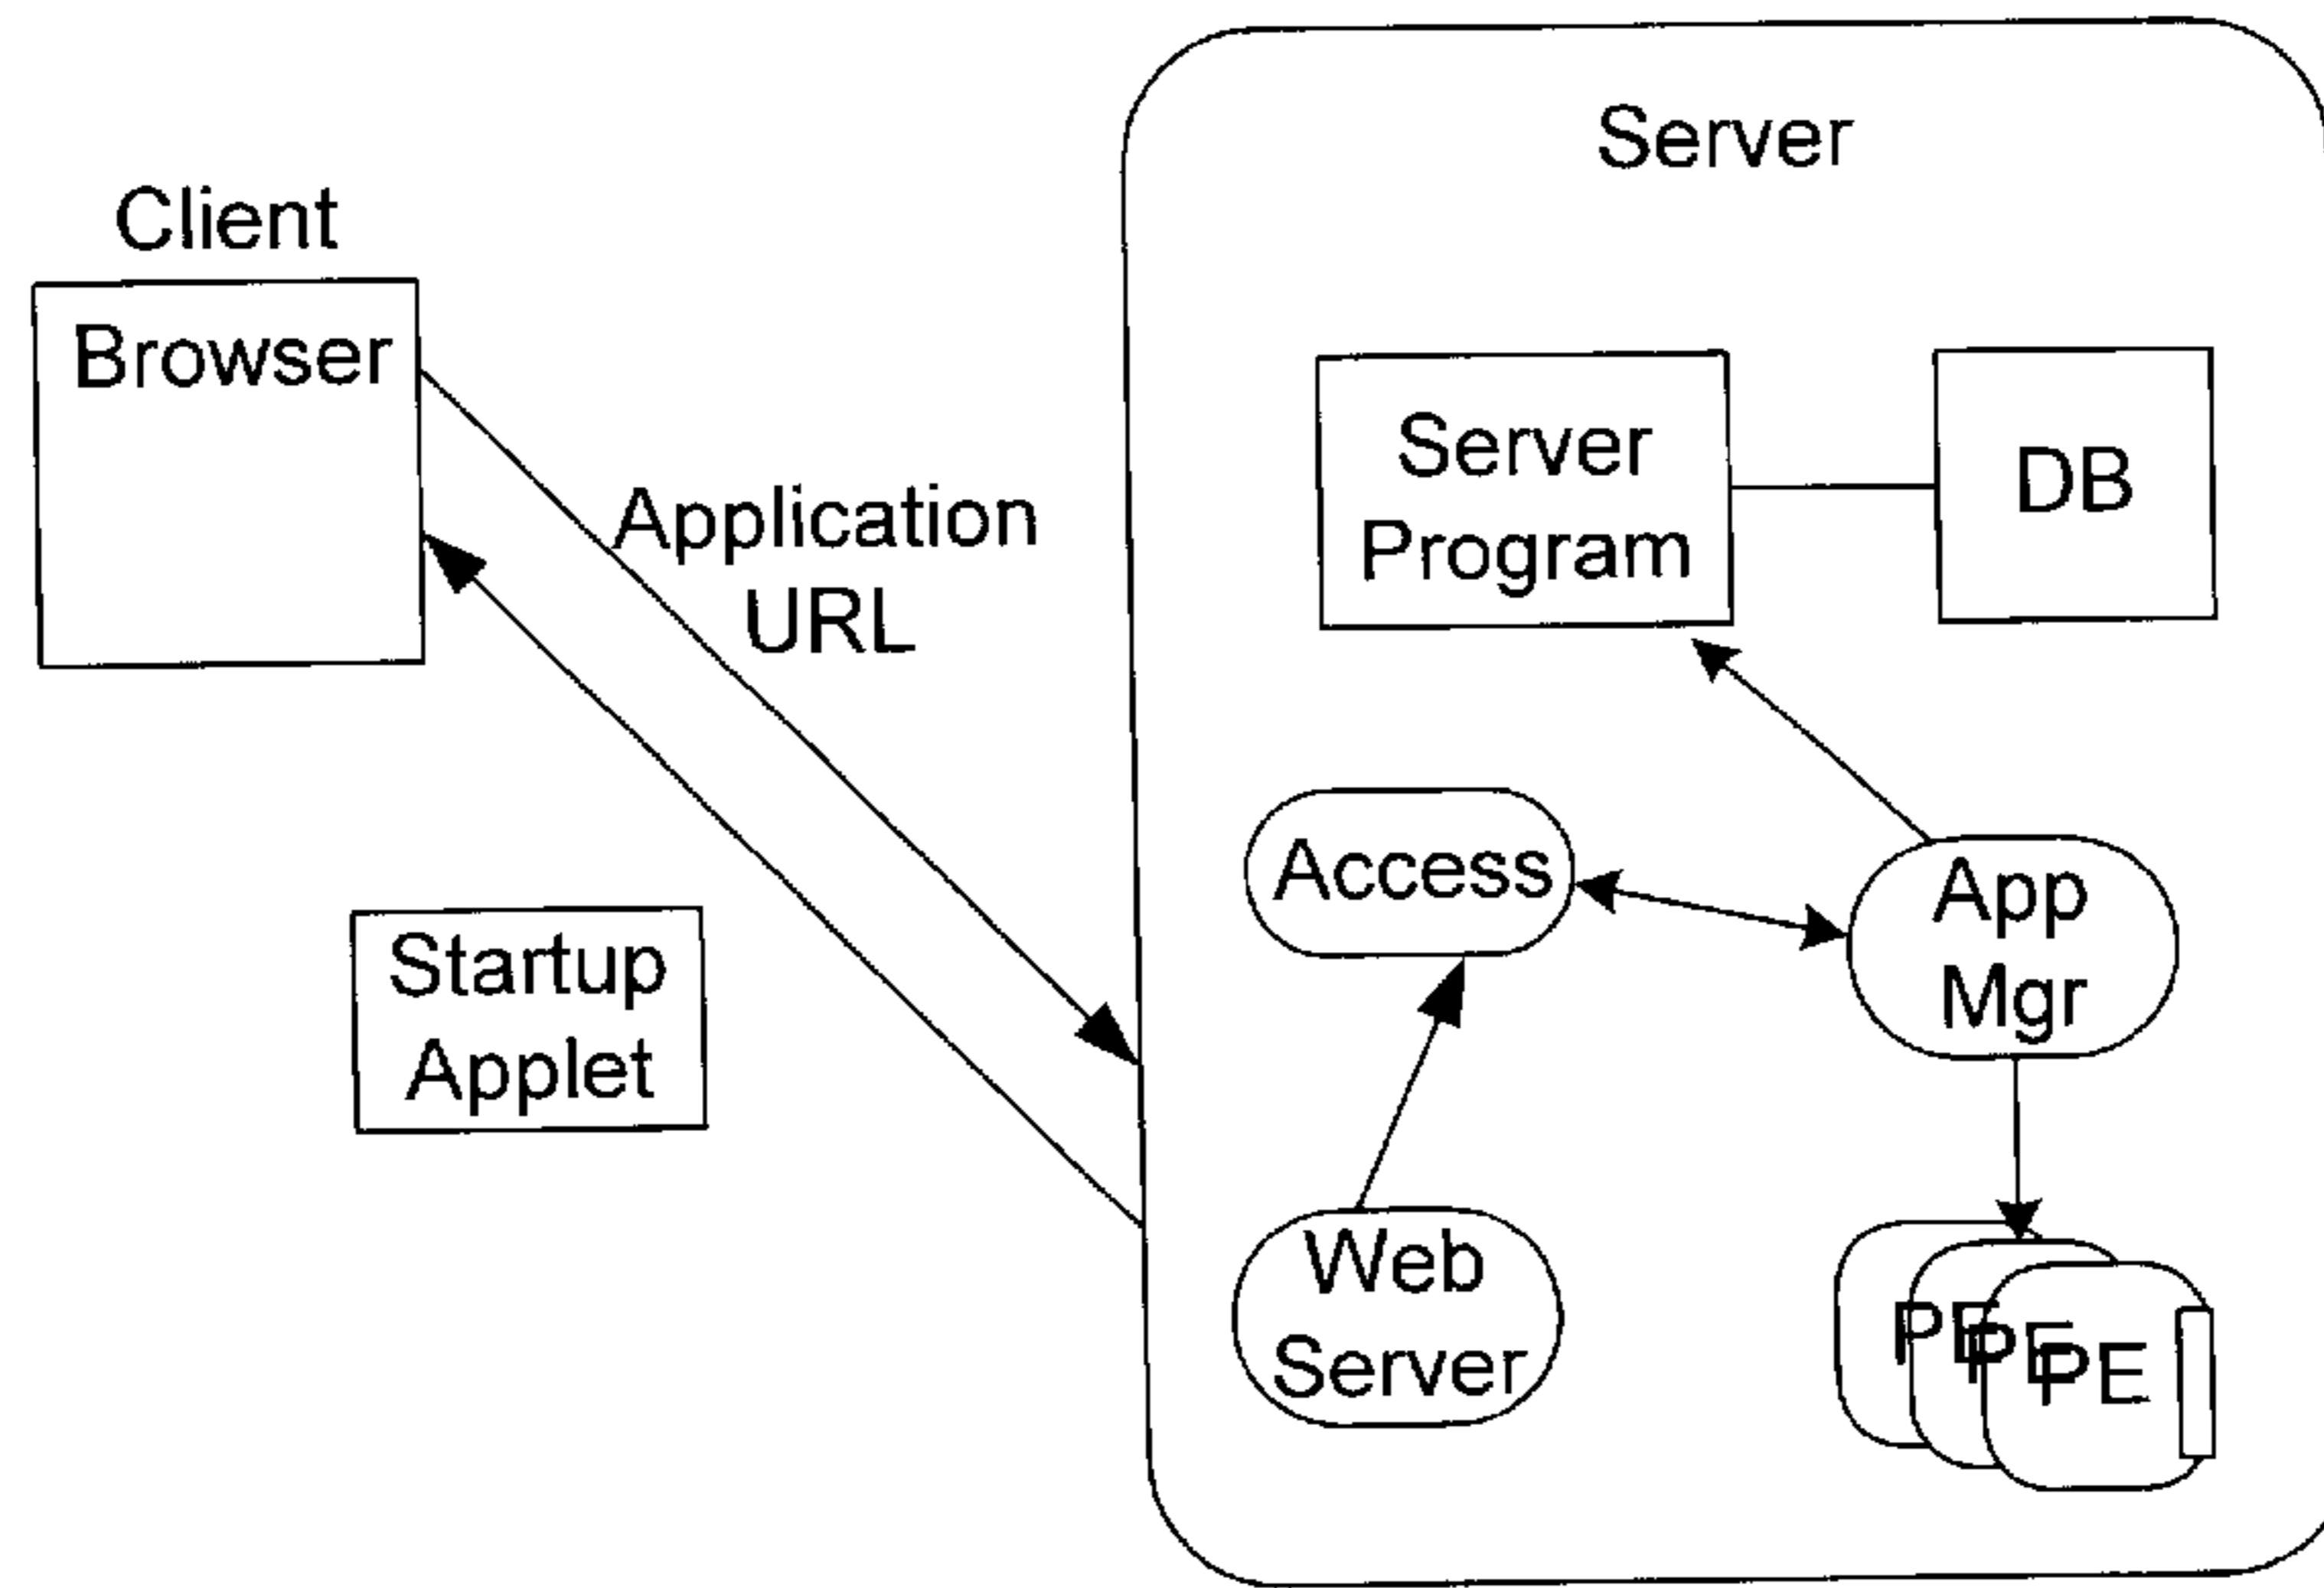 Server
Client
Browser
Application
URL
Server
Program
DB
Access
App
Mgr
Startup
Applet
Web
Server
PE
PE
PE